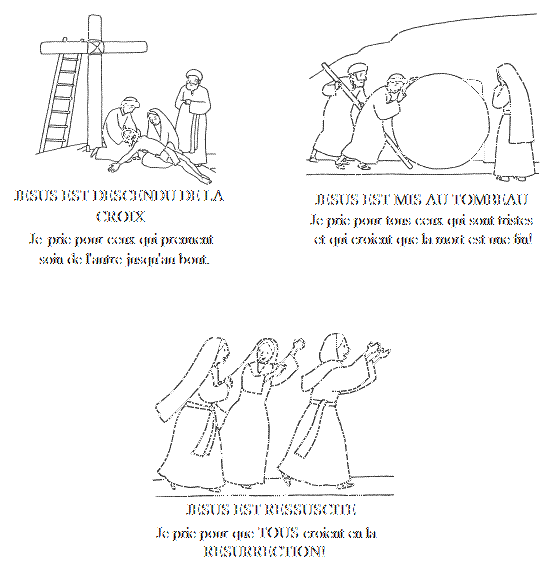 JESUS EST DESCENDU DE LA
CROIX
Je prie pour ceux qui prennent
soin de l'autre jusqu'au bout.
JESUS EST MIS AU TOMBEAU
Je prie pour tous ceux qui sont tristes
et qui croient que la mort est une fin!
JESUS EST RESSUSCITE
Je prie pour que TOUS croient en la
RESURRECTION!